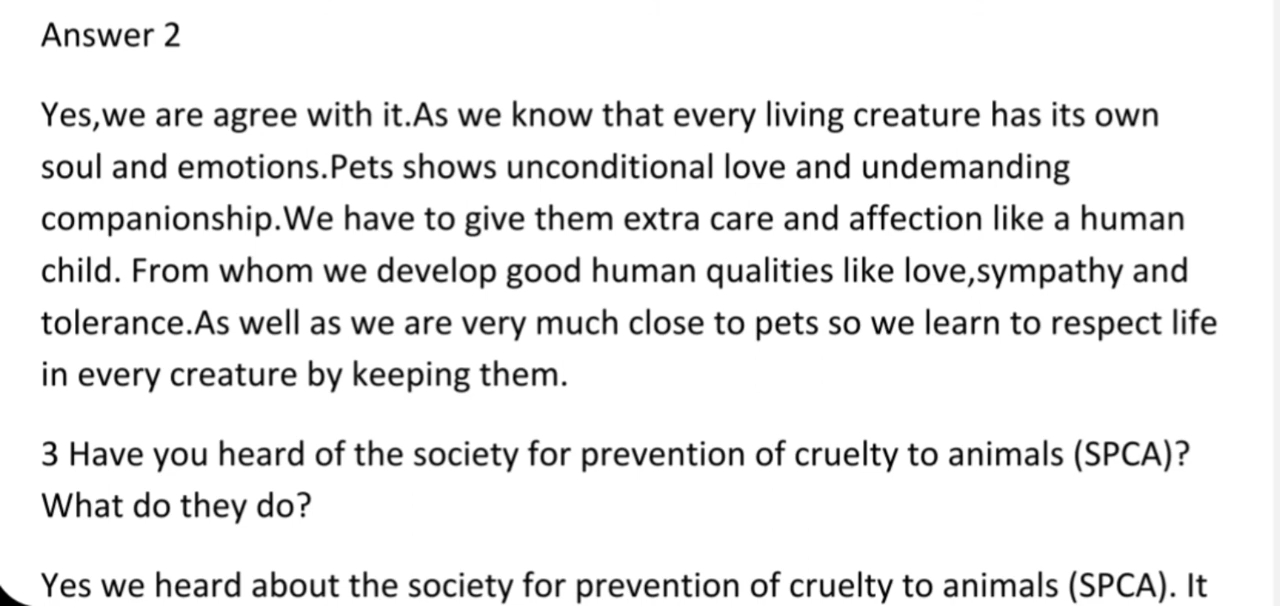 Answer 2
Yes,we are agree with it.As we know that every living creature has its own
soul and emotions.Pets shows unconditional love and undemanding
companionship.We have to give them extra care and affection like a human
child. From whom we develop good human qualities like love,sympathy and
tolerance.As well as we are very much close to pets so we learn to respect life
in every creature by keeping them.
3 Have you heard of the society for prevention of cruelty to animals (SPCA)?
What do they do?
Yes we heard about the society for prevention of cruelty to animals (SPCA). It